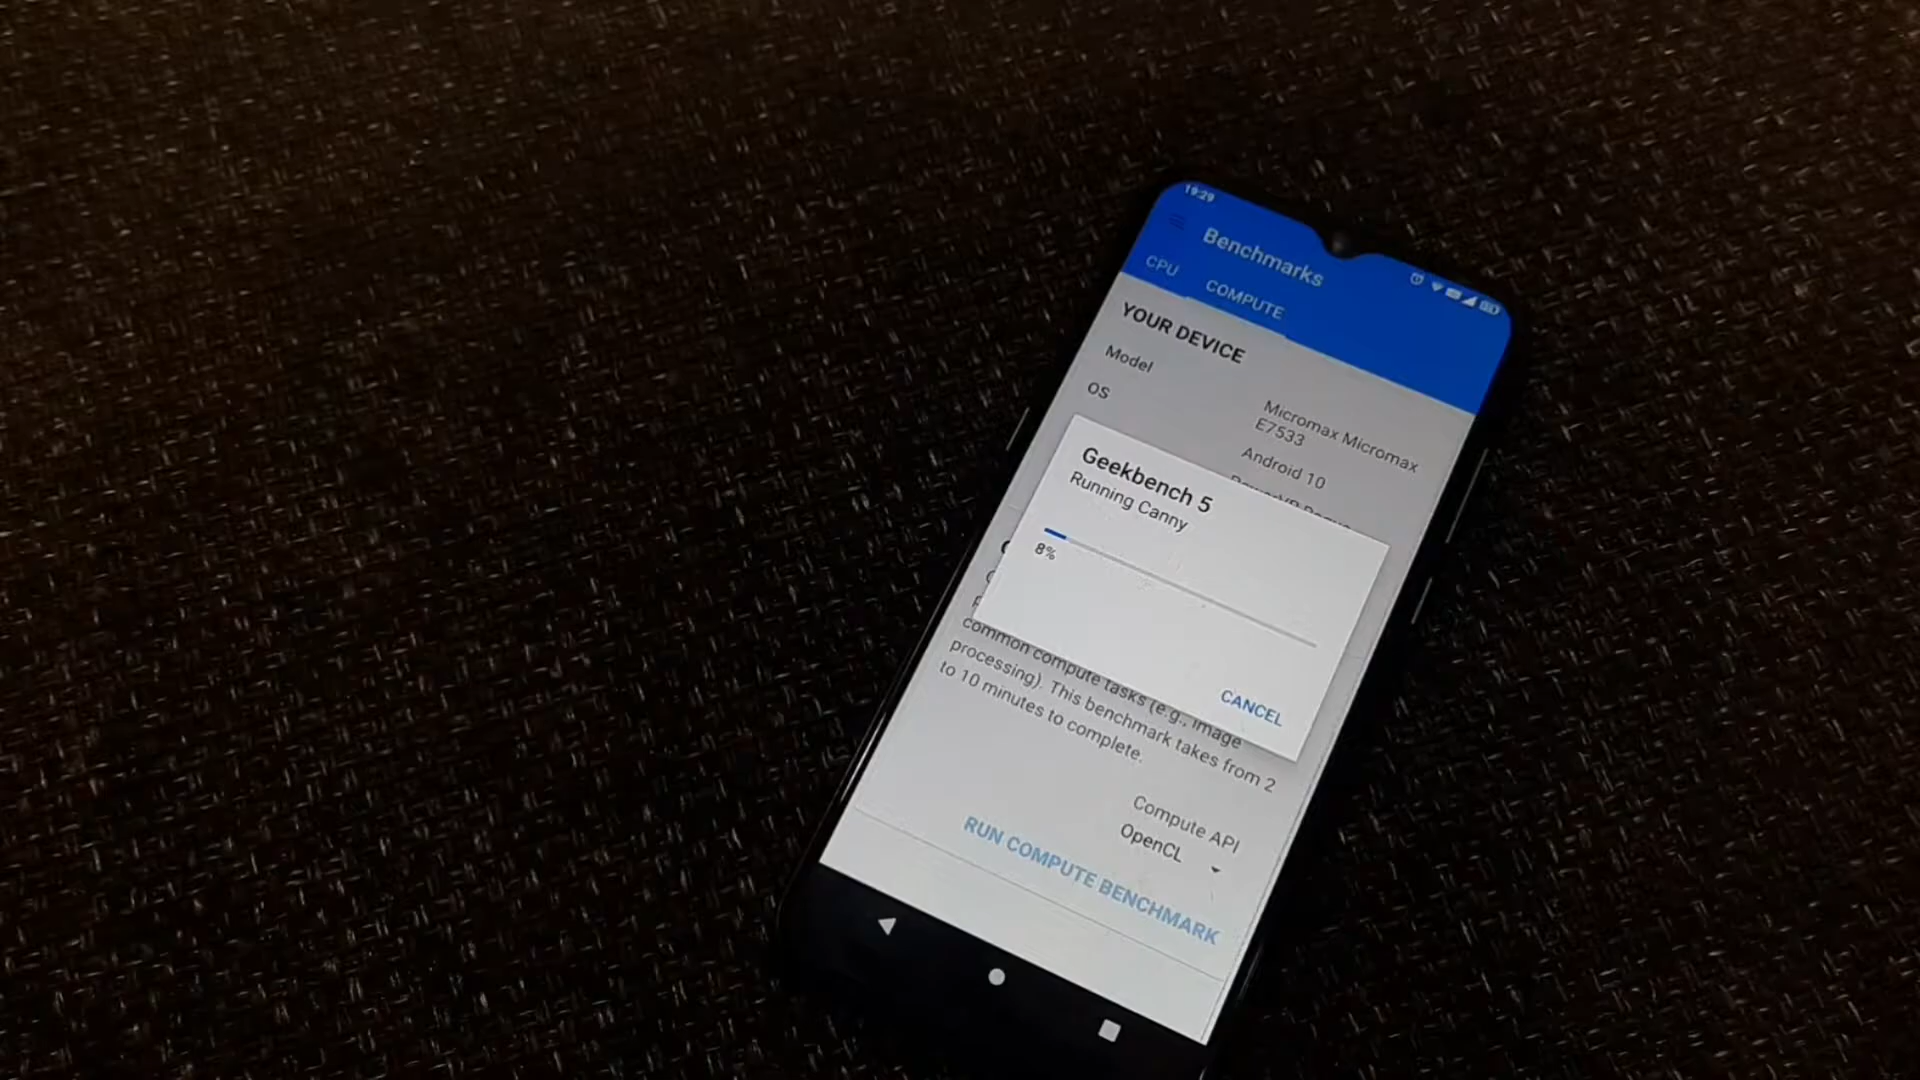 19:29
Benchmarks
CPU
COMPUTE
YOUR DEVICE
Model
Micromax Micromax
E7533
OS
Android 10
Geekbench 5
Running Canny
8%
CANCEL
common compute tasks (e.g., image
processing). This benchmark takes from 2
to 10 minutes to complete.
Compute API
OpenCL
RUN COMPUTE BENCHMARK